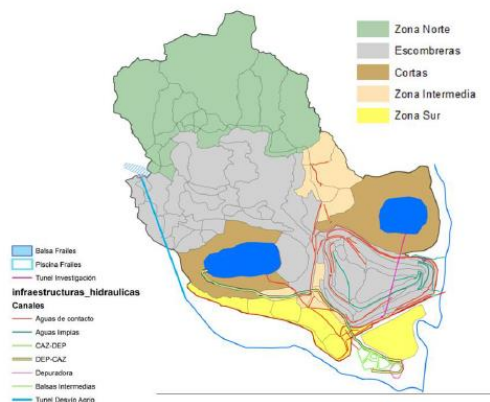 Zona Norte
Escombreras
Cortas
Zona Intermedia
Zona Sur
Balsa Frailes
Piscina Frailes
Tunel Investigación
infraestructuras_hidraulicas
Canales
Aguas de contacto
Aguas limpias
CAZ-DEP
DEP-CAZ
Depuradora
Balsas Intermedias
Tunel Desvio Agrio